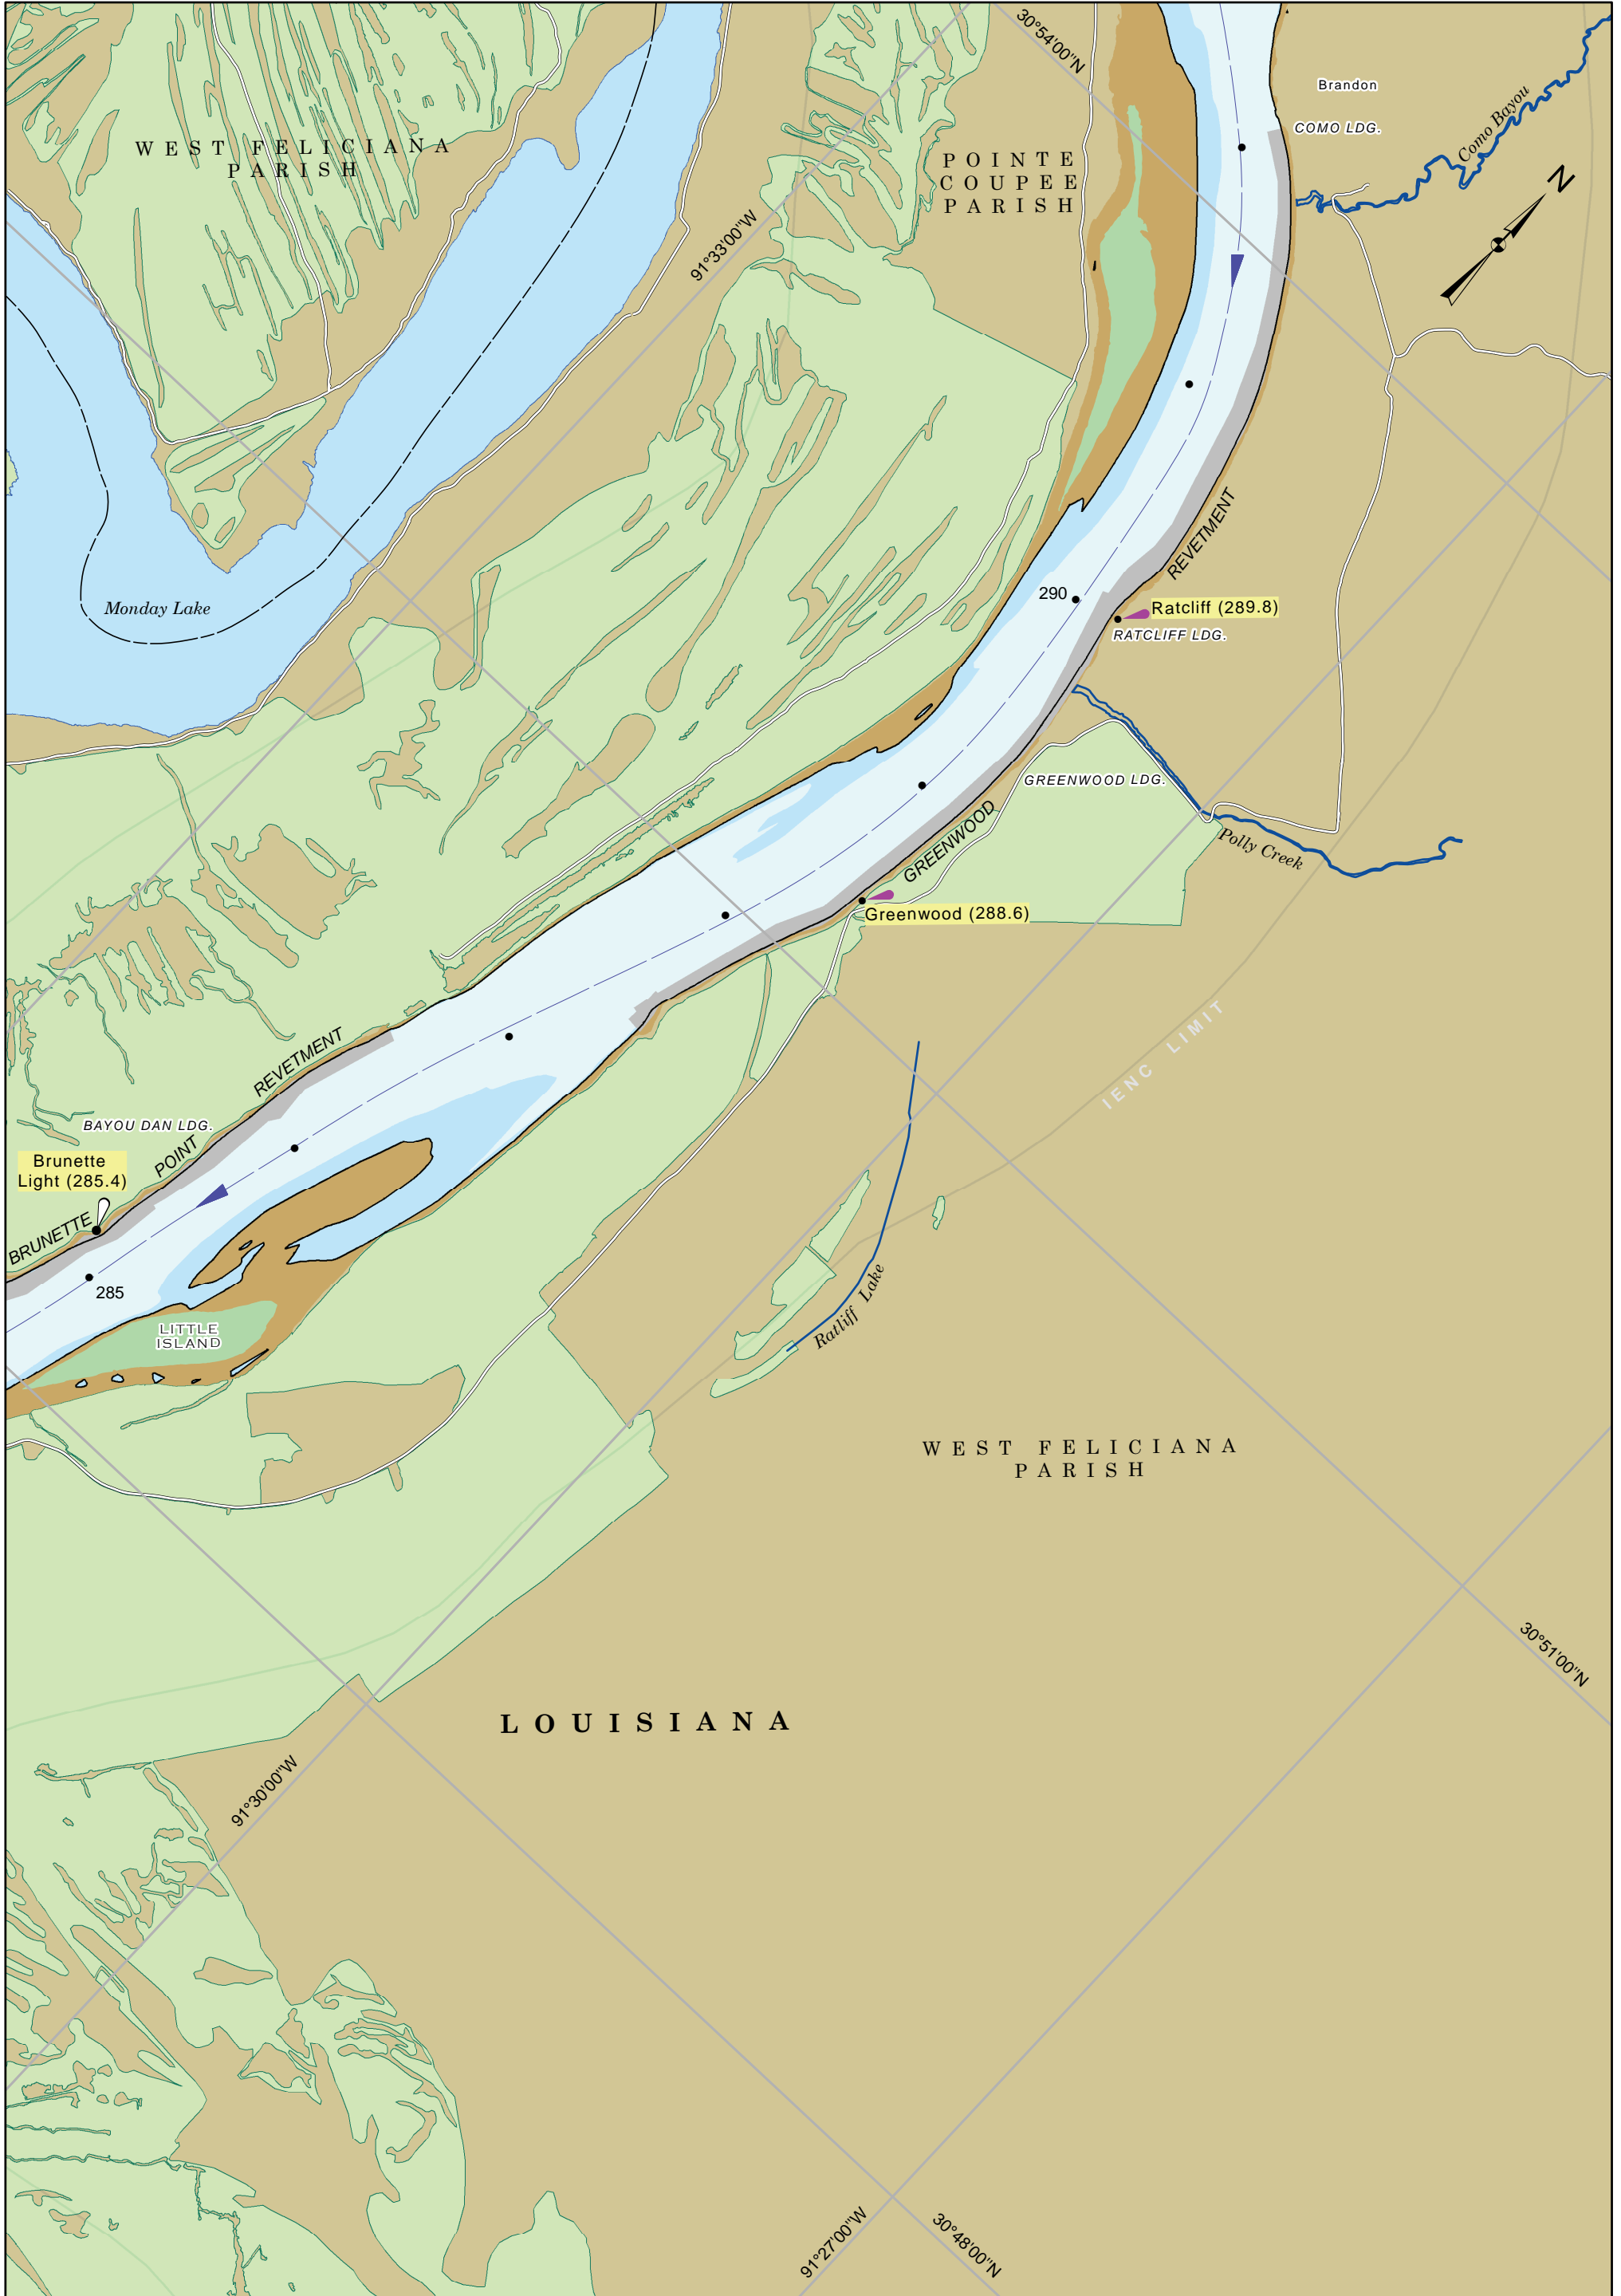 30°54'00"N
Brandon
COMO LDG.
Como Bayou
WEST FELICIANA
PARISH
POINTE
COUPEE
PARISH
N
91°33'00"W
REVETMENT
290
Ratcliff (289.8)
RATCLIFF LDG.
Monday Lake
GREENWOOD LDG.
GREENWOOD
Polly Creek
Greenwood (288.6)
IENC LIMIT
REVETMENT
BAYOU DAN LDG.
POINT
Brunette
Light (285.4)
BRUNETTE
285
LITTLE
ISLAND
Ratliff Lake
WEST FELICIANA
PARISH
30°51'00"N
LOUISIANA
91°30'00"W
91°27'00"W
30°48'00"N